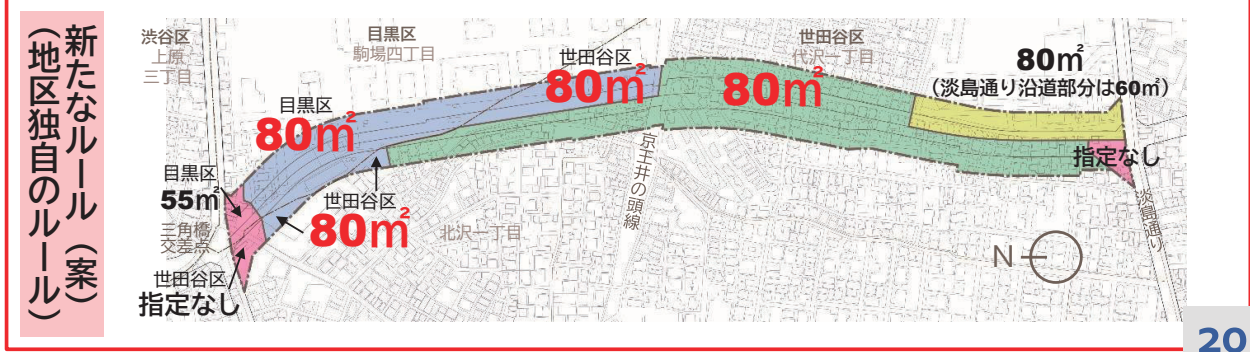 新たなルール(案)
(地区独自のルール)
渋谷区
上原
三丁目
目黒区
駒場四丁目
世田谷区
代沢一丁目
世田谷区
80㎡
80㎡
80㎡
(淡島通り沿道部分は60㎡)
目黒区
80㎡
指定なし
目黒区
55㎡
世田谷区
80㎡
三角橋
交差点
北沢一丁目
京王井の頭線
淡島通り
N
世田谷区
指定なし
20